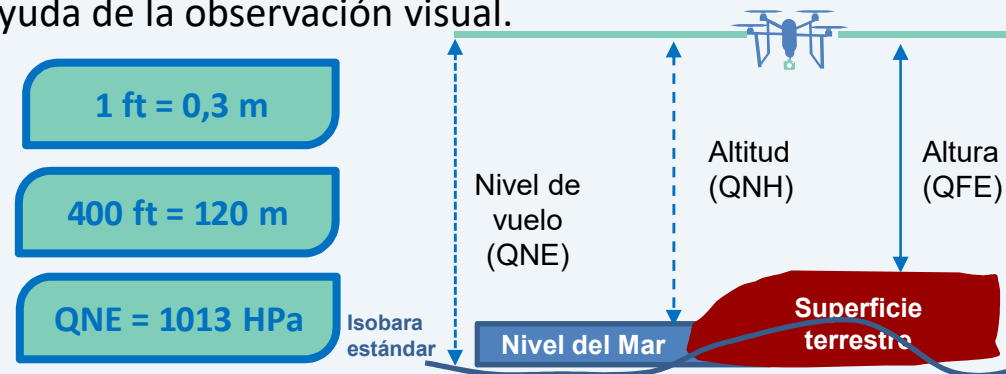 yuda de la observación visual.
1 ft = 0,3 m
400 ft = 120 m
QNE = 1013 HPa
Isobara
estándar
Nivel de
vuelo
(QNE)
Altitud
(QNH)
Altura
(QFE)
Nivel del Mar
Superficie
terrestre